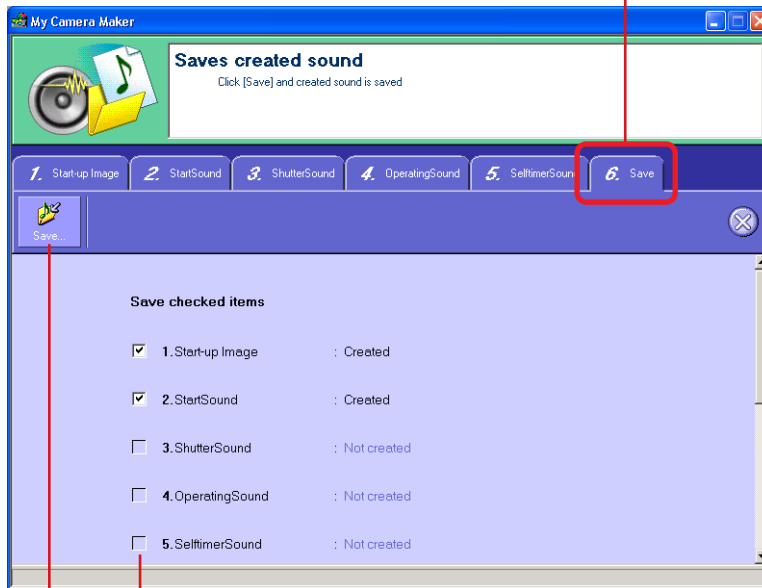 My Camera Maker
Saves created sound
Click [Save] and created sound is saved
1. Start-up Image 2. StartSound 3. ShutterSound 4. OperatingSound 5. SelftimerSound 6. Save
Save...
Save checked items
1.Start-up Image : Created
2.StartSound : Created
3.ShutterSound : Not created
4.OperatingSound : Not created
5.SelftimerSound : Not created